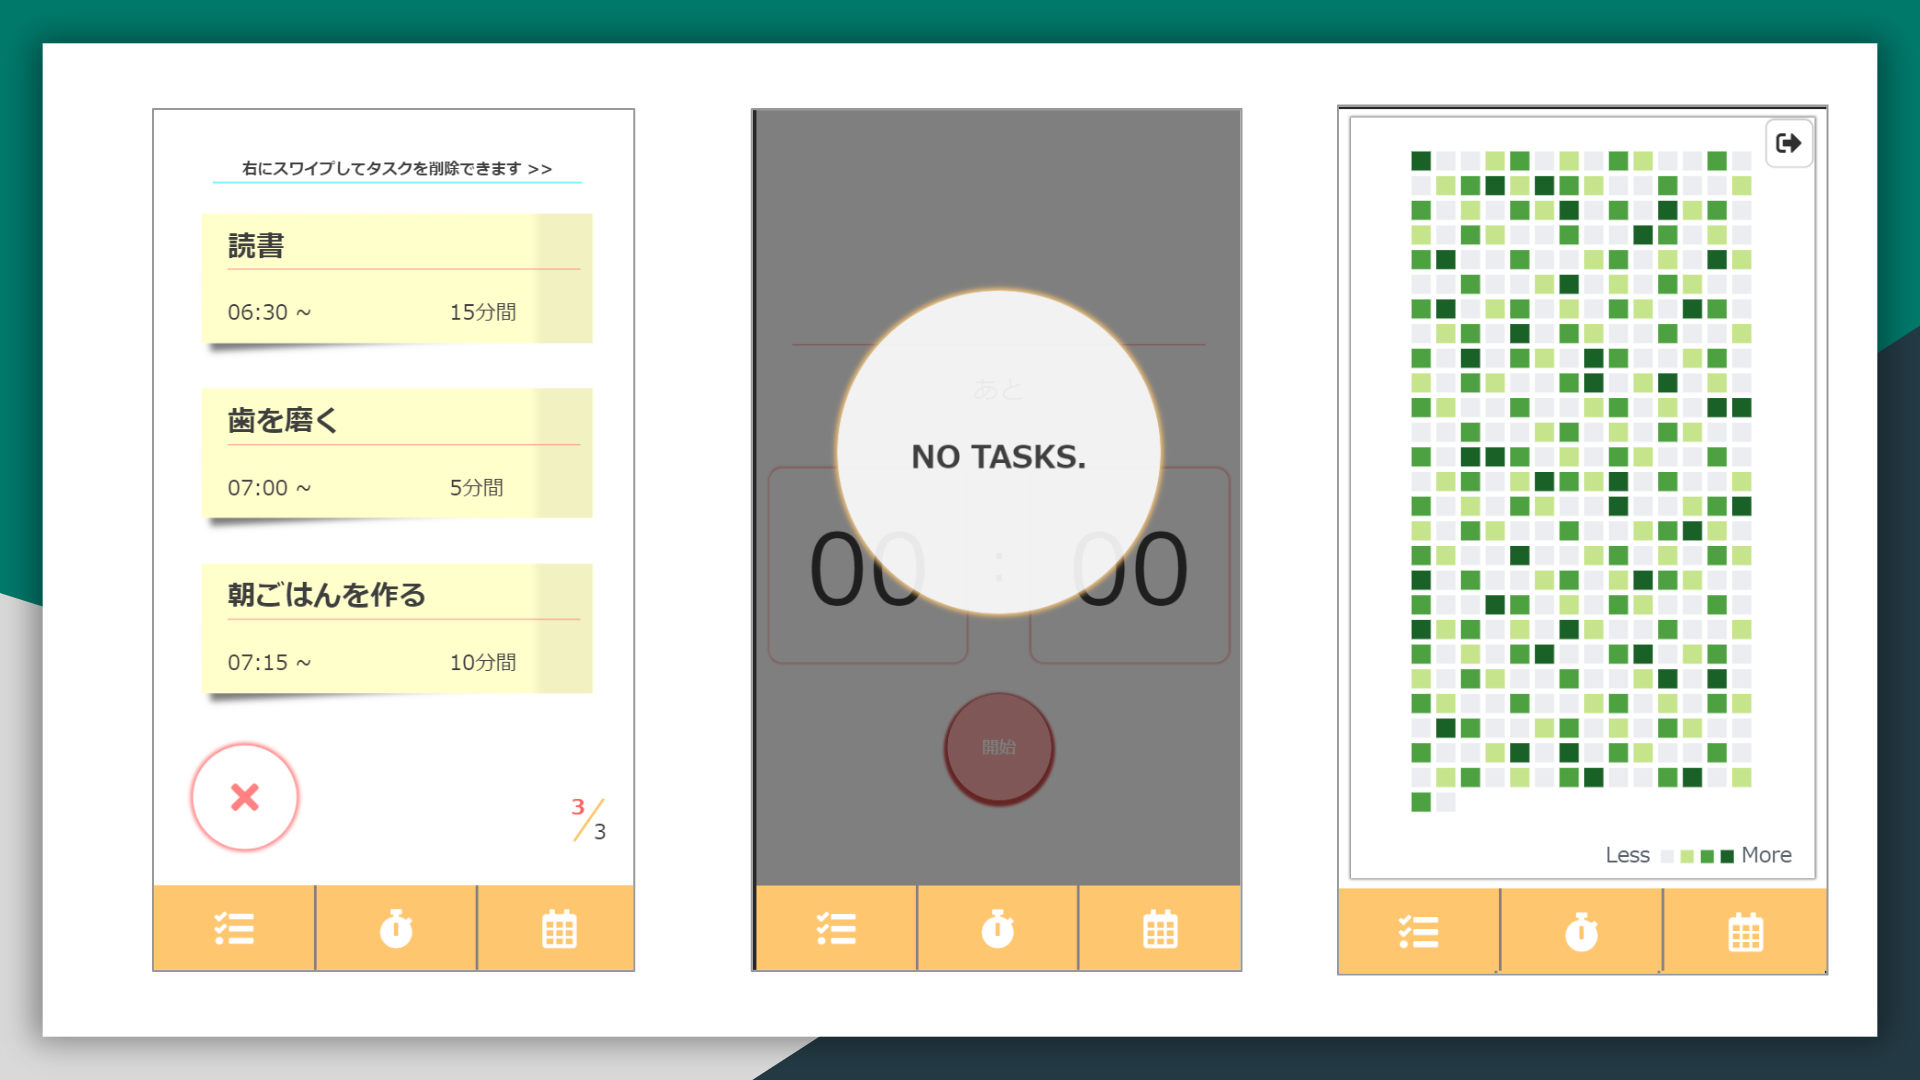 右にスワイプしてタスクを削除できます >>
読書
06:30 ~ 15分間
歯を磨く
07:00 ~ 5分間
朝ごはんを作る
07:15 ~ 10分間
3/3
あと
NO TASKS.
00 : 00
開始
Less More